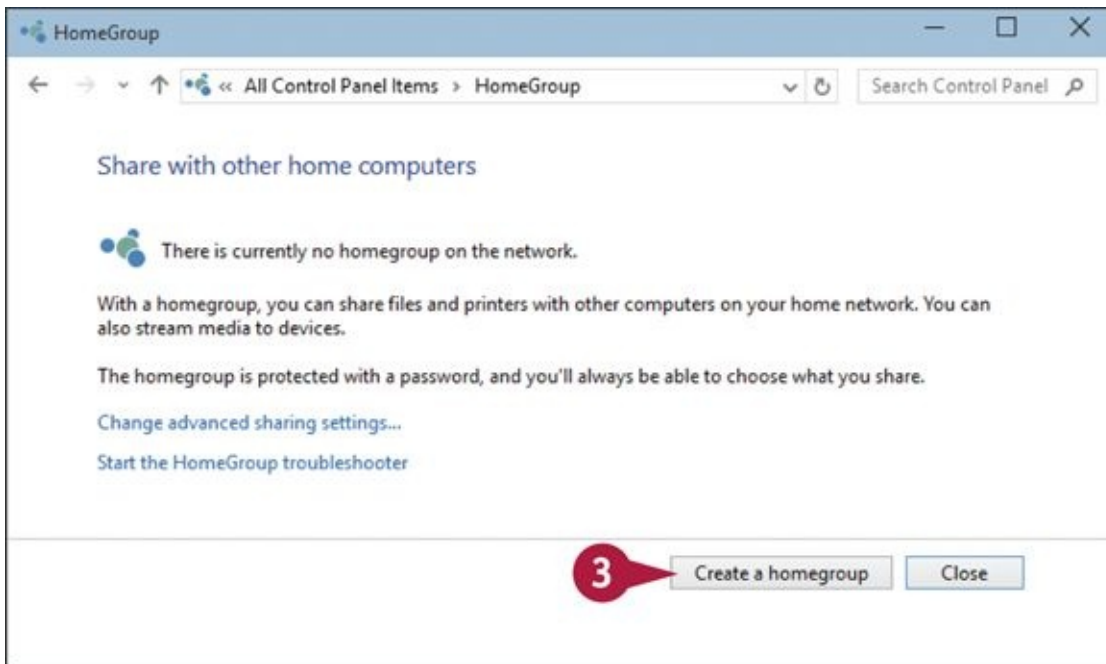 HomeGroup
« All Control Panel Items > HomeGroup
Search Control Panel
Share with other home computers
There is currently no homegroup on the network.
With a homegroup, you can share files and printers with other computers on your home network. You can
also stream media to devices.
The homegroup is protected with a password, and you'll always be able to choose what you share.
Change advanced sharing settings...
Start the HomeGroup troubleshooter
3 Create a homegroup Close